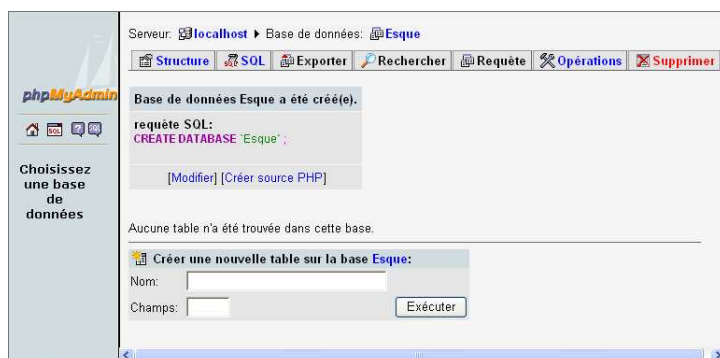 Serveur: localhost ▶ Base de données: Esque
Structure SQL Exporter Rechercher Requête Opérations Supprimer
phpMyAdmin
Base de données Esque a été créé(e).
requête SQL:
CREATE DATABASE `Esque` ;
[Modifier] [Créer source PHP]
Choisissez
une base
de
données
Aucune table n'a été trouvée dans cette base.
Créer une nouvelle table sur la base Esque:
Nom:
Champs:
Exécuter